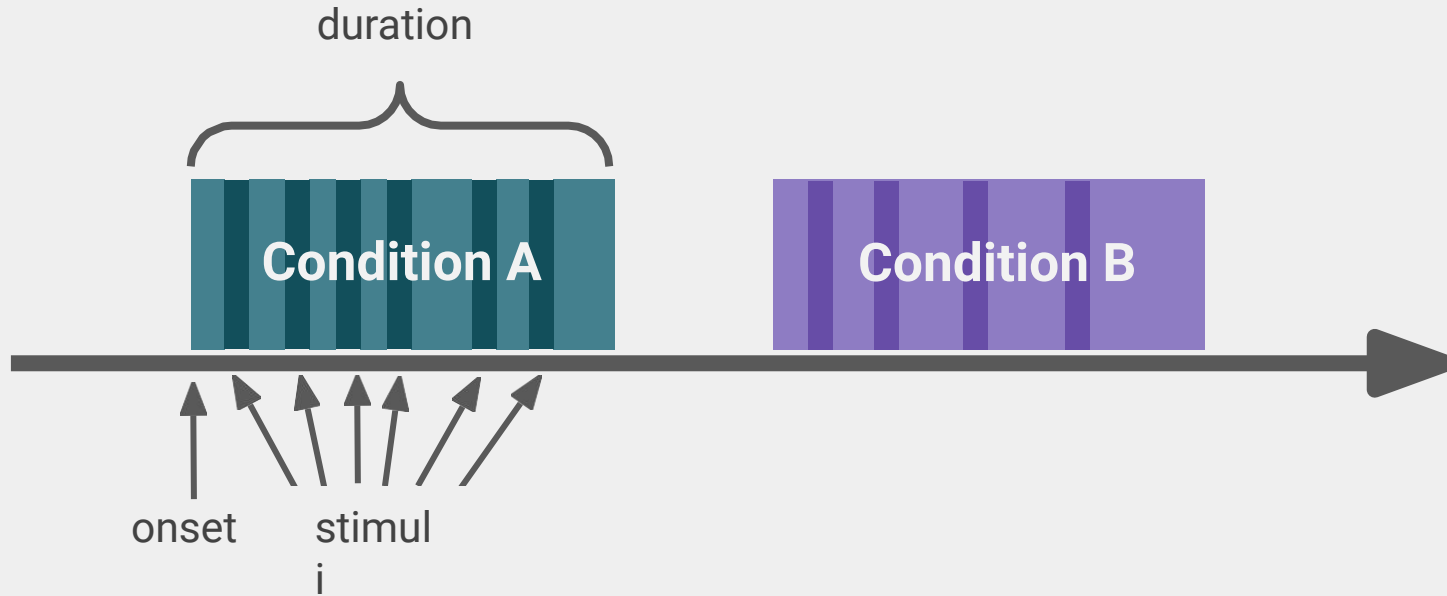 duration
Condition A
Condition B
onset
stimul
i